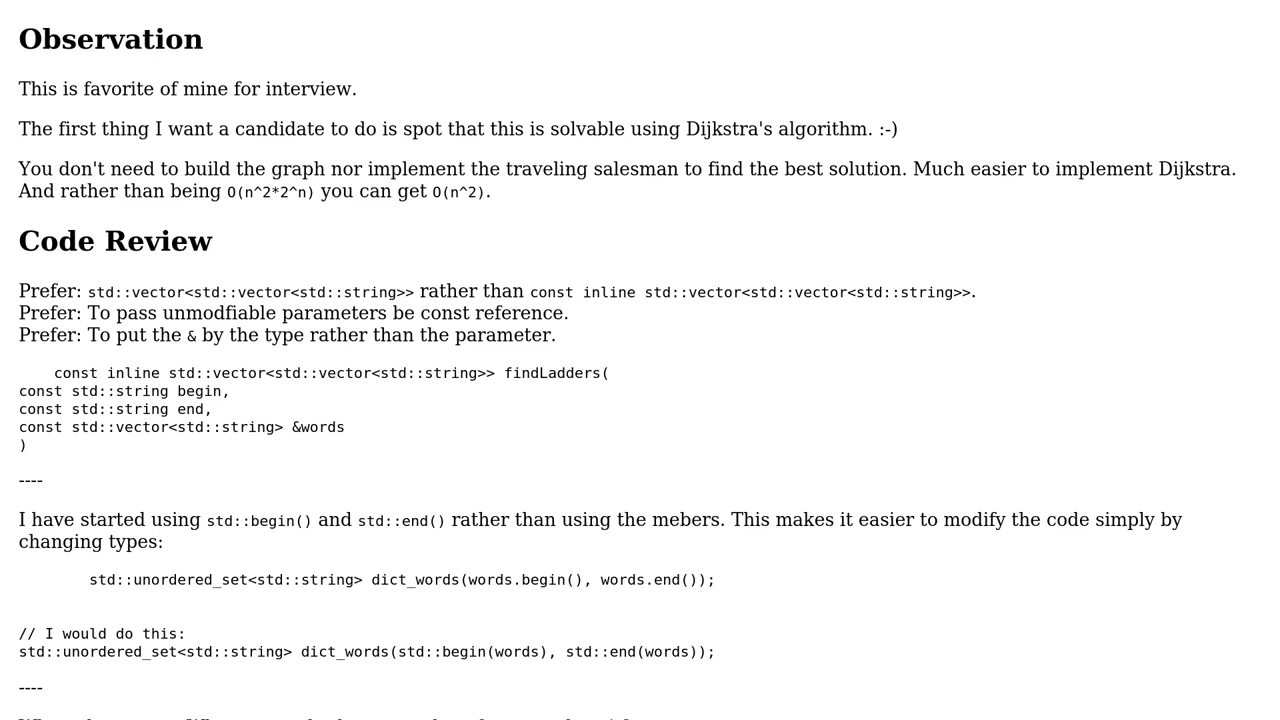 Observation
This is favorite of mine for interview.
The first thing I want a candidate to do is spot that this is solvable using Dijkstra's algorithm. :-)
You don't need to build the graph nor implement the traveling salesman to find the best solution. Much easier to implement Dijkstra.
And rather than being O(n^2*2^n) you can get O(n^2).
Code Review
Prefer: std::vector<std::vector<std::string>> rather than const inline std::vector<std::vector<std::string>>.
Prefer: To pass unmodfiable parameters be const reference.
Prefer: To put the & by the type rather than the parameter.
const inline std::vector<std::vector<std::string>> findLadders(
const std::string begin,
const std::string end,
const std::vector<std::string> &words
)
----
I have started using std::begin() and std::end() rather than using the mebers. This makes it easier to modify the code simply by
changing types:
std::unordered_set<std::string> dict_words(words.begin(), words.end());
// I would do this:
std::unordered_set<std::string> dict_words(std::begin(words), std::end(words));
----